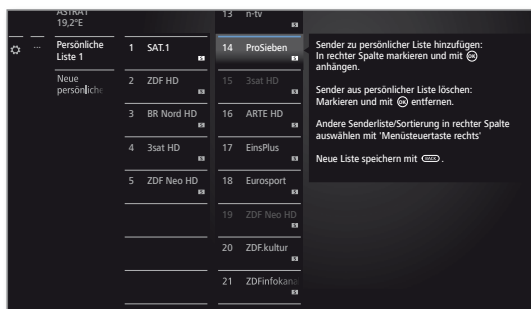 ASTRA1
19,2°E
...
Persönliche
Liste 1
Neue
persönliche
1 SAT.1
S
2 ZDF HD
S
3 BR Nord HD
S
4 3sat HD
S
5 ZDF Neo HD
S
13 n-tv
S
14 ProSieben
S
15 3sat HD
S
16 ARTE HD
S
17 EinsPlus
S
18 Eurosport
S
19 ZDF Neo HD
S
20 ZDF.kultur
S
21 ZDFinfokana
S
Sender zu persönlicher Liste hinzufügen:
In rechter Spalte markieren und mit OK
anhängen.
Sender aus persönlicher Liste löschen:
Markieren und mit OK entfernen.
Andere Senderliste/Sortierung in rechter Spalte
auswählen mit 'Menüsteuertaste rechts'
Neue Liste speichern mit BACK .